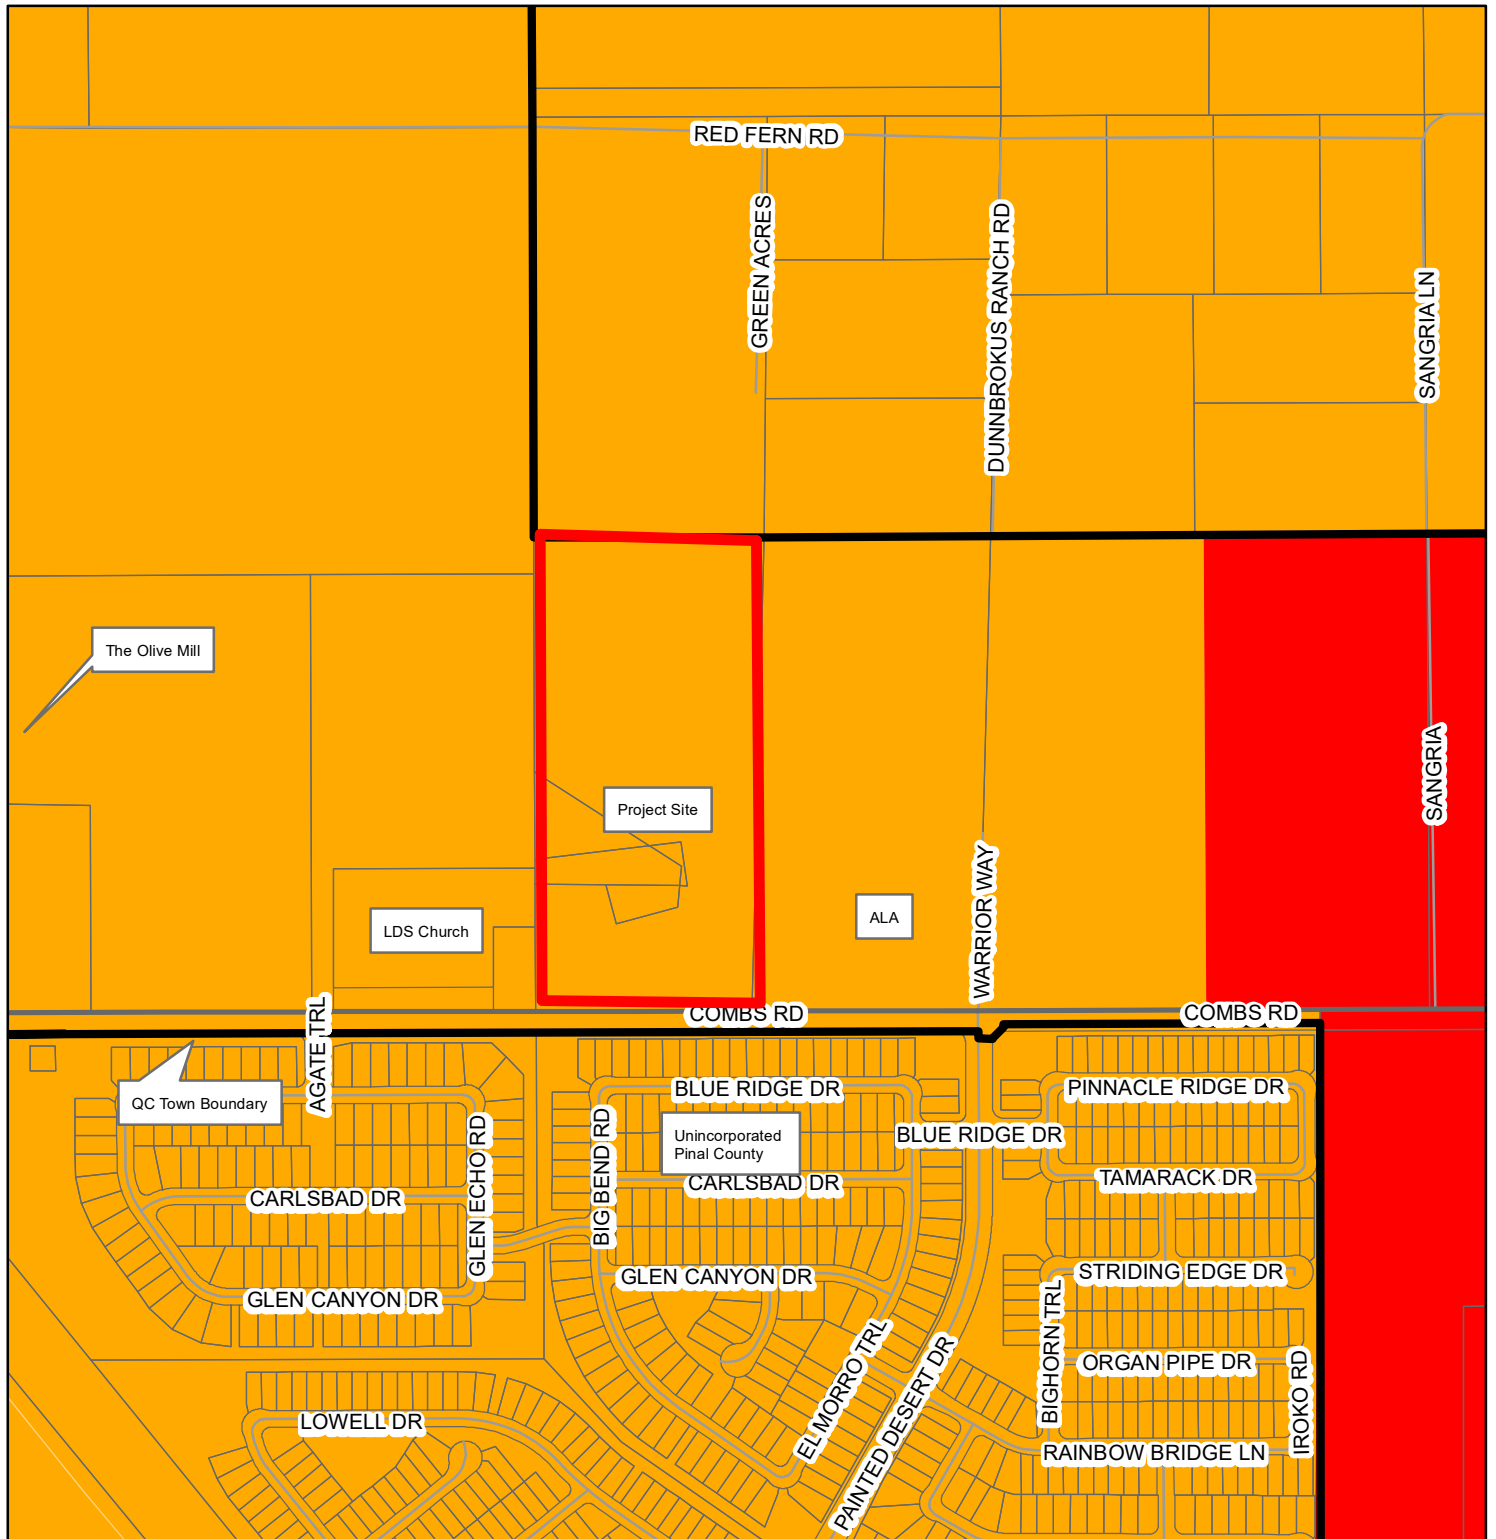 RED FERN RD
GREEN ACRES
DUNNBROKUS RANCH RD
SANGRIA LN
The Olive Mill
SANGRIA
Project Site
WARRIOR WAY
ALA
LDS Church
COMBS RD
COMBS RD
AGATE TRL
QC Town Boundary
BLUE RIDGE DR
PINNACLE RIDGE DR
GLEN ECHO RD
BIG BEND RD
Unincorporated
Pinal County
BLUE RIDGE DR
CARLSBAD DR
CARLSBAD DR
TAMARACK DR
GLEN CANYON DR
GLEN CANYON DR
STRIDING EDGE DR
BIGHORN TRL
EL MORRO TRL
PAINTED DESERT DR
ORGAN PIPE DR
IROKO RD
LOWELL DR
RAINBOW BRIDGE LN